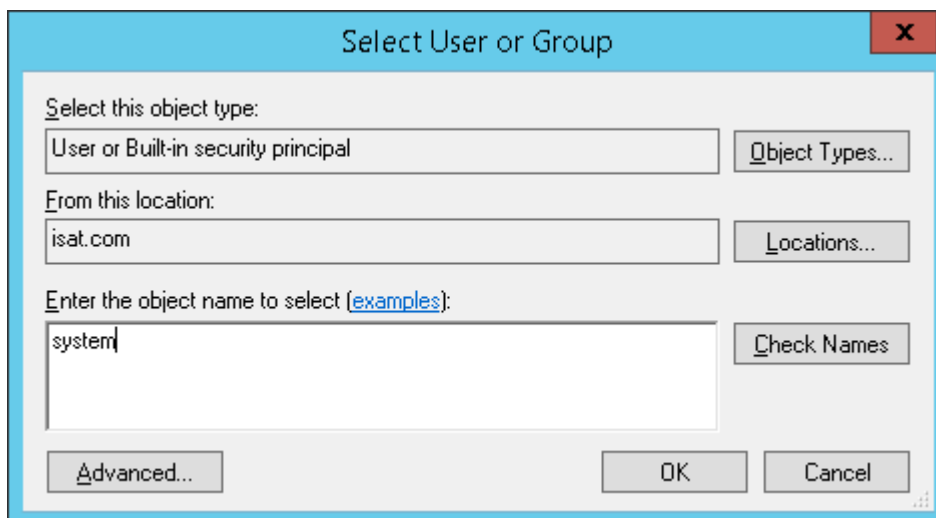 Select User or Group
x
Select this object type:
User or Built-in security principal
Object Types...
From this location:
isat.com
Locations...
Enter the object name to select (examples):
system
Check Names
Advanced...
OK
Cancel